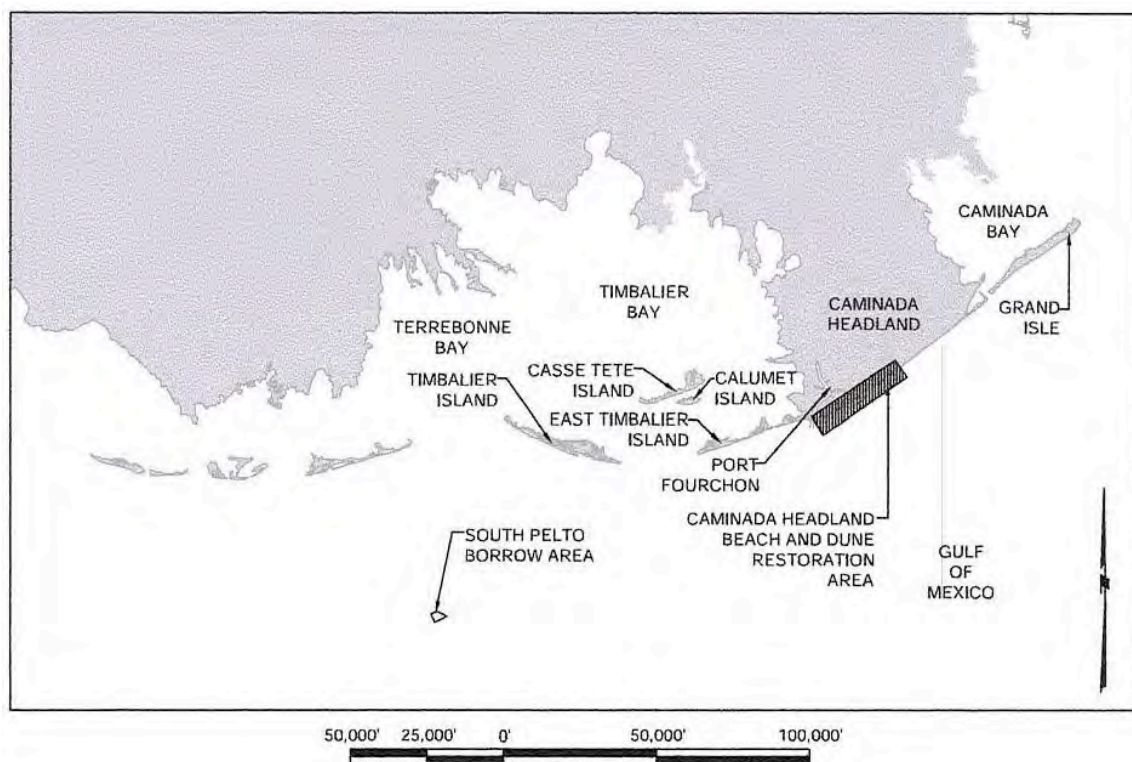 CAMINADA
BAY
GRAND
ISLE
TIMBALIER
BAY
CAMINADA
HEADLAND
TERREBONNE
BAY
CASSE TETE
ISLAND
CALUMET
ISLAND
TIMBALIER
ISLAND
EAST TIMBALIER
ISLAND
PORT
FOURCHON
CAMINADA HEADLAND
BEACH AND DUNE
RESTORATION
AREA
SOUTH PELTO
BORROW AREA
GULF
OF
MEXICO
50,000' 25,000' 0' 50,000' 100,000'